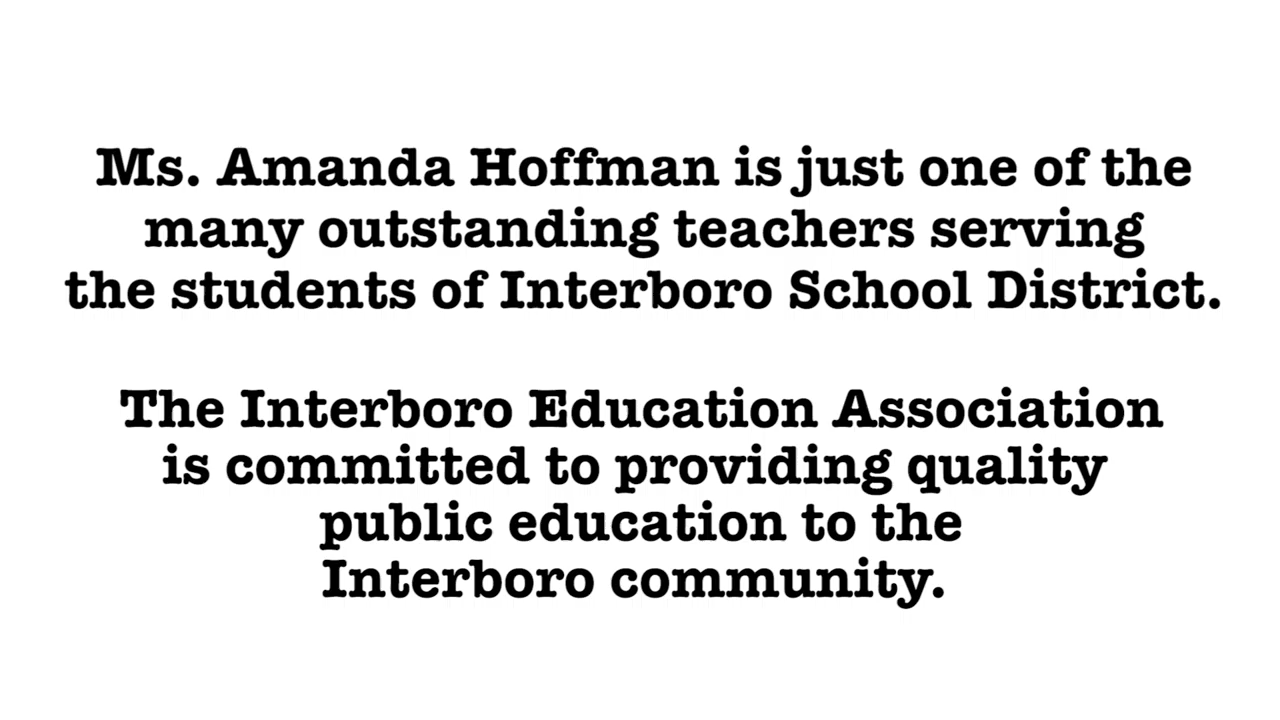 Ms. Amanda Hoffman is just one of the
many outstanding teachers serving
the students of Interboro School District.
The Interboro Education Association
is committed to providing quality
public education to the
Interboro community.